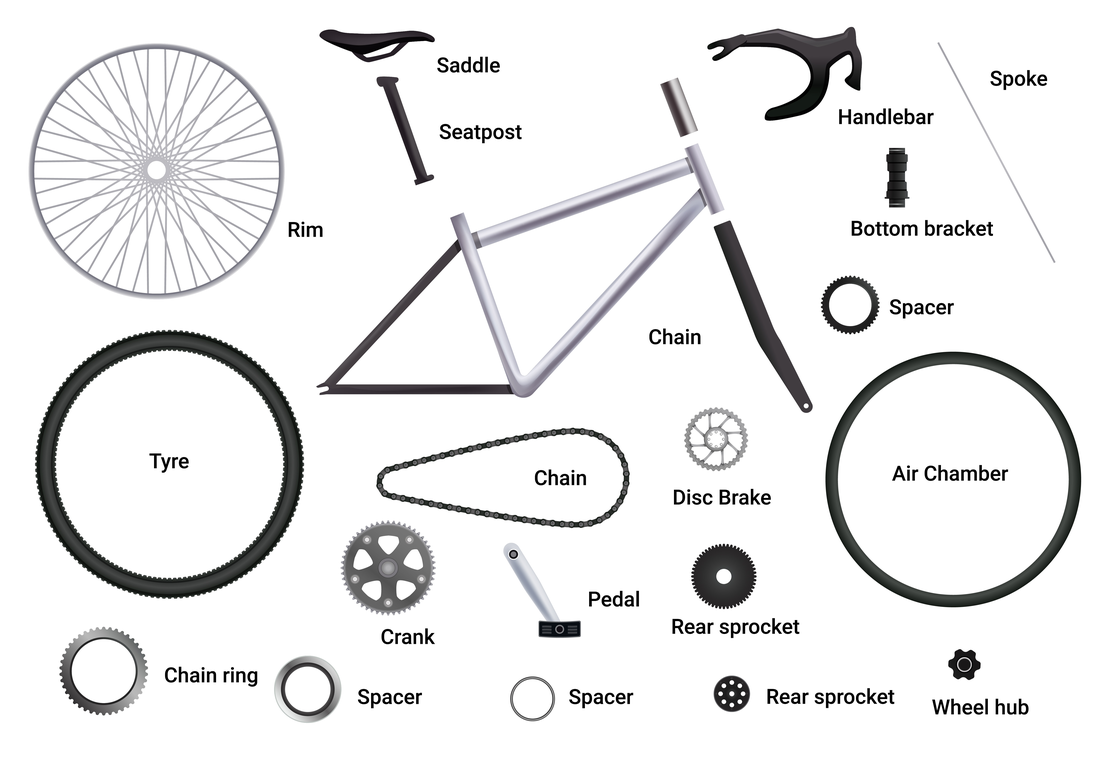 Saddle
Spoke
Handlebar
Seatpost
Rim
Bottom bracket
Spacer
Chain
Tyre
Chain
Air Chamber
Disc Brake
Pedal
Rear sprocket
Crank
Chain ring
Spacer
Spacer
Rear sprocket
Wheel hub